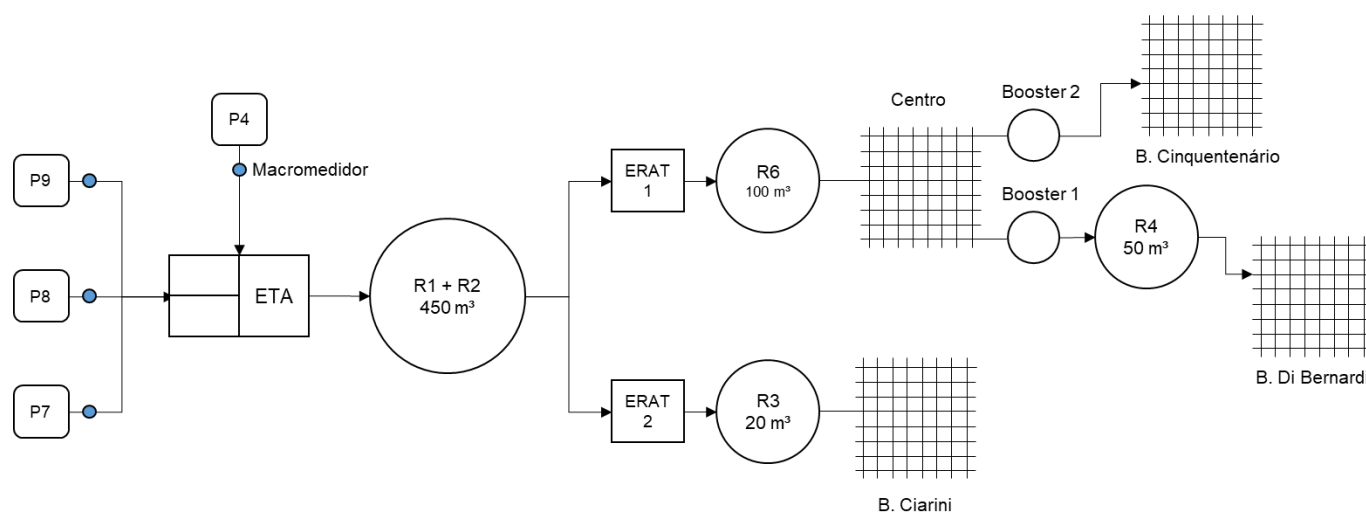 P4
Macromedidor
P9
P8
P7
ETA
R1 + R2
450 m³
ERAT
1
R6
100 m³
Centro
Booster 2
B. Cinquentenário
Booster 1
R4
50 m³
B. Di Bernardi
ERAT
2
R3
20 m³
B. Ciarini